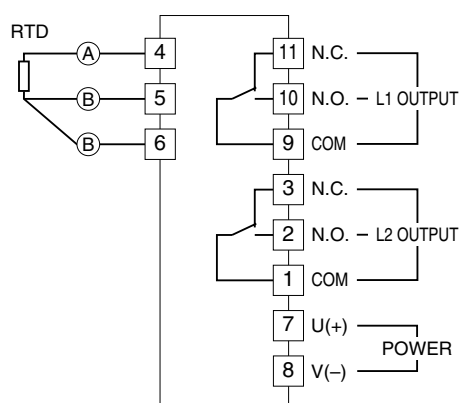 RTD
A 4
B 5
B 6
11 N.C.
10 N.O. L1 OUTPUT
9 COM
3 N.C.
2 N.O. L2 OUTPUT
1 COM
7 U(+)
POWER
8 V(–)